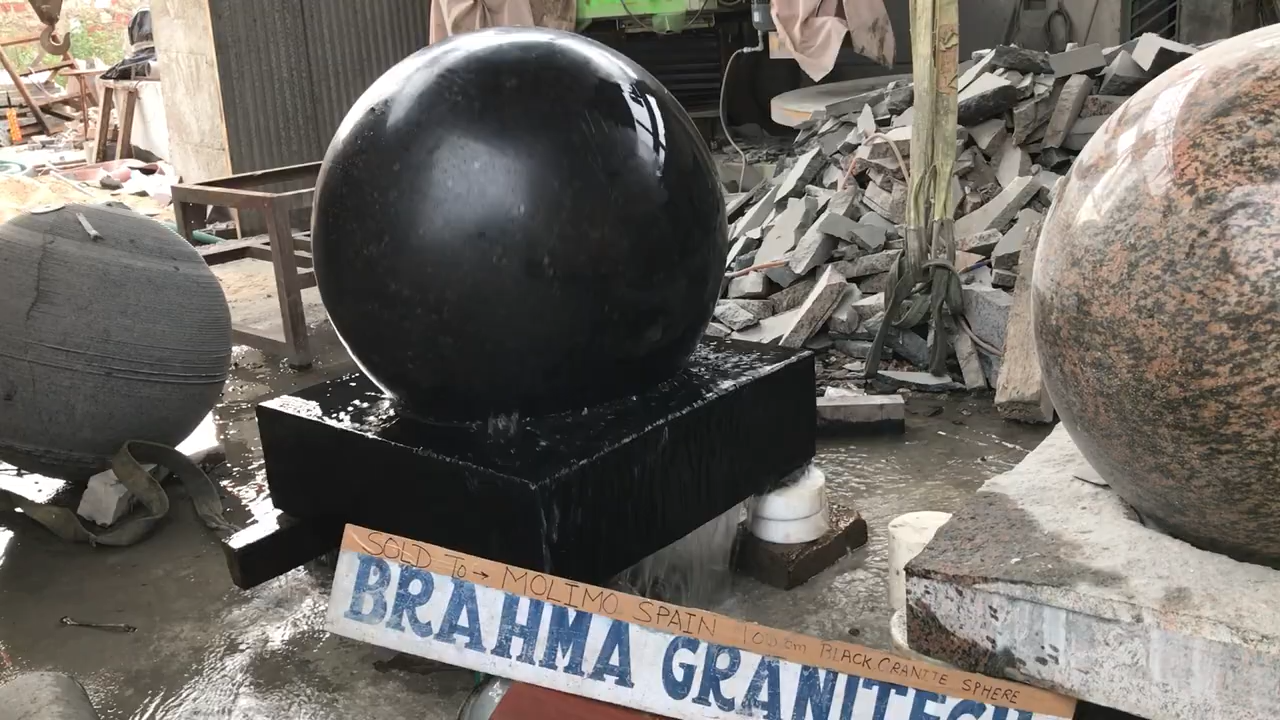 SOLD To→ MOLIMO SPAIN 100cm BLACK GRANITE SPHERE
BRAHMA GRANITECH